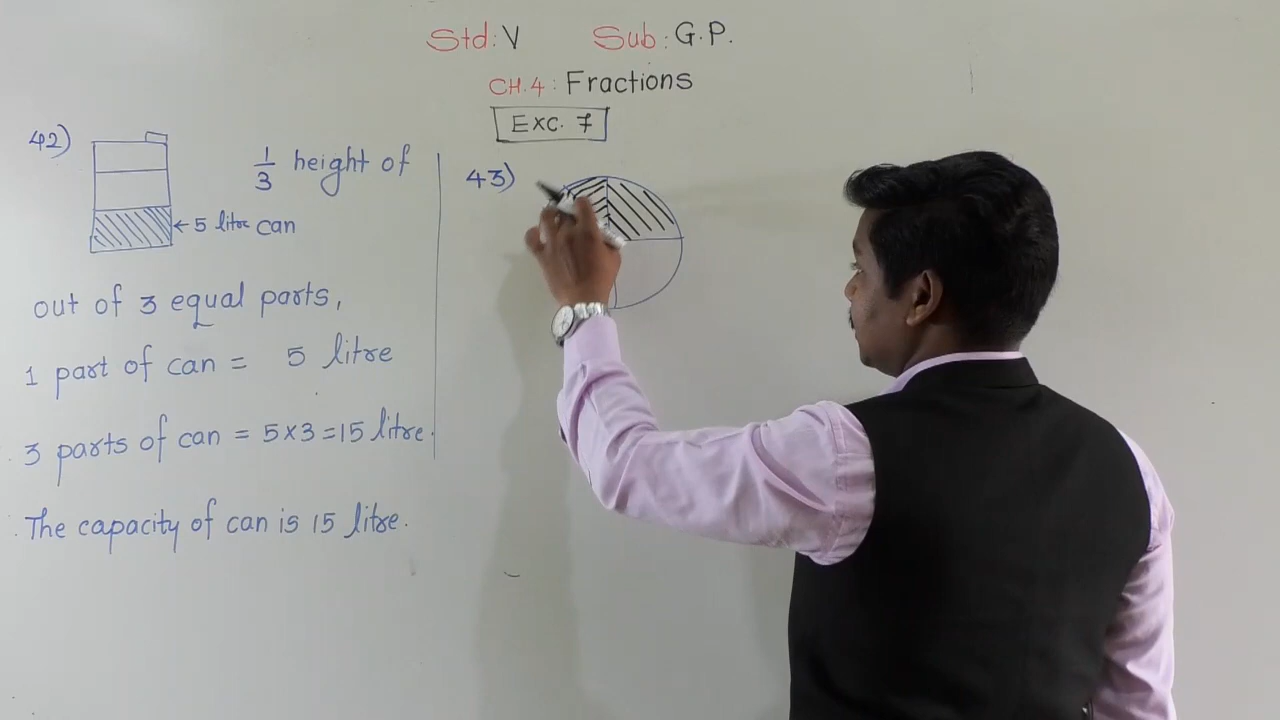 Std: V Sub: G.P.
CH.4: Fractions
Exc. 7
42)
1/3 height of
← 5 litre can
out of 3 equal parts,
1 part of can = 5 litre
3 parts of can = 5×3=15 litre.
The capacity of can is 15 litre.
43)